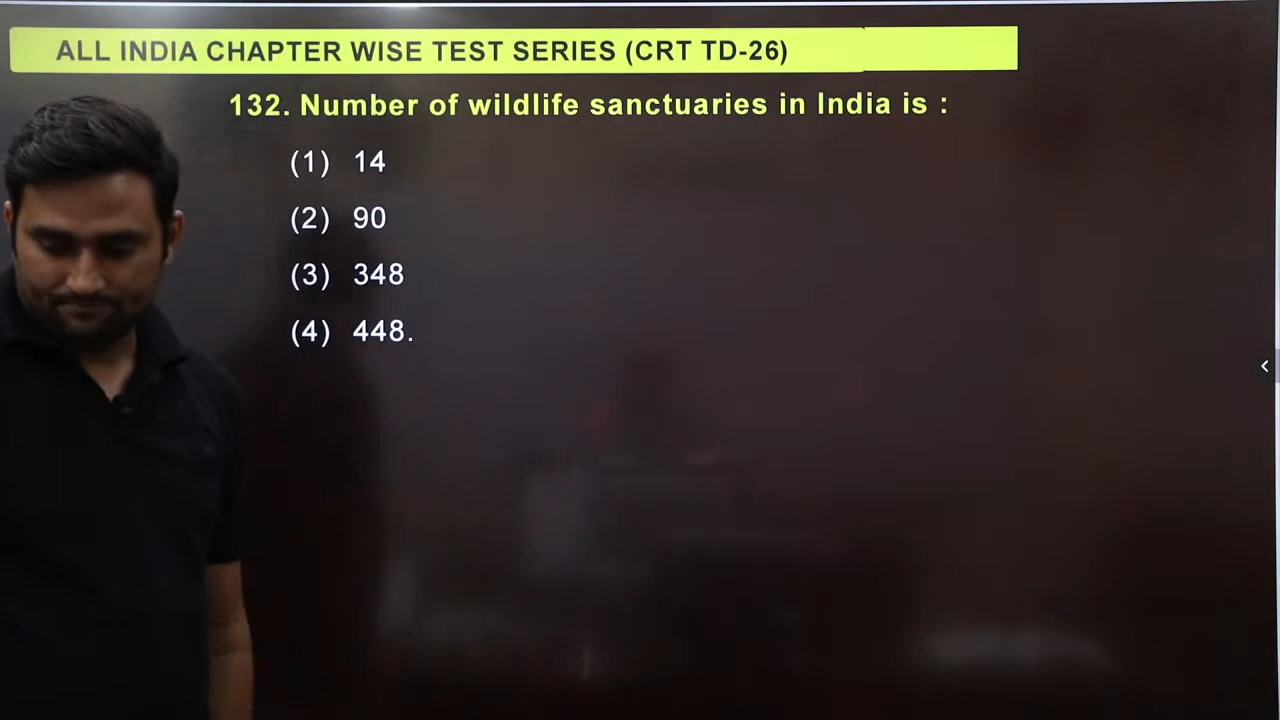 ALL INDIA CHAPTER WISE TEST SERIES (CRT TD-26)
132. Number of wildlife sanctuaries in India is :
(1) 14
(2) 90
(3) 348
(4) 448.